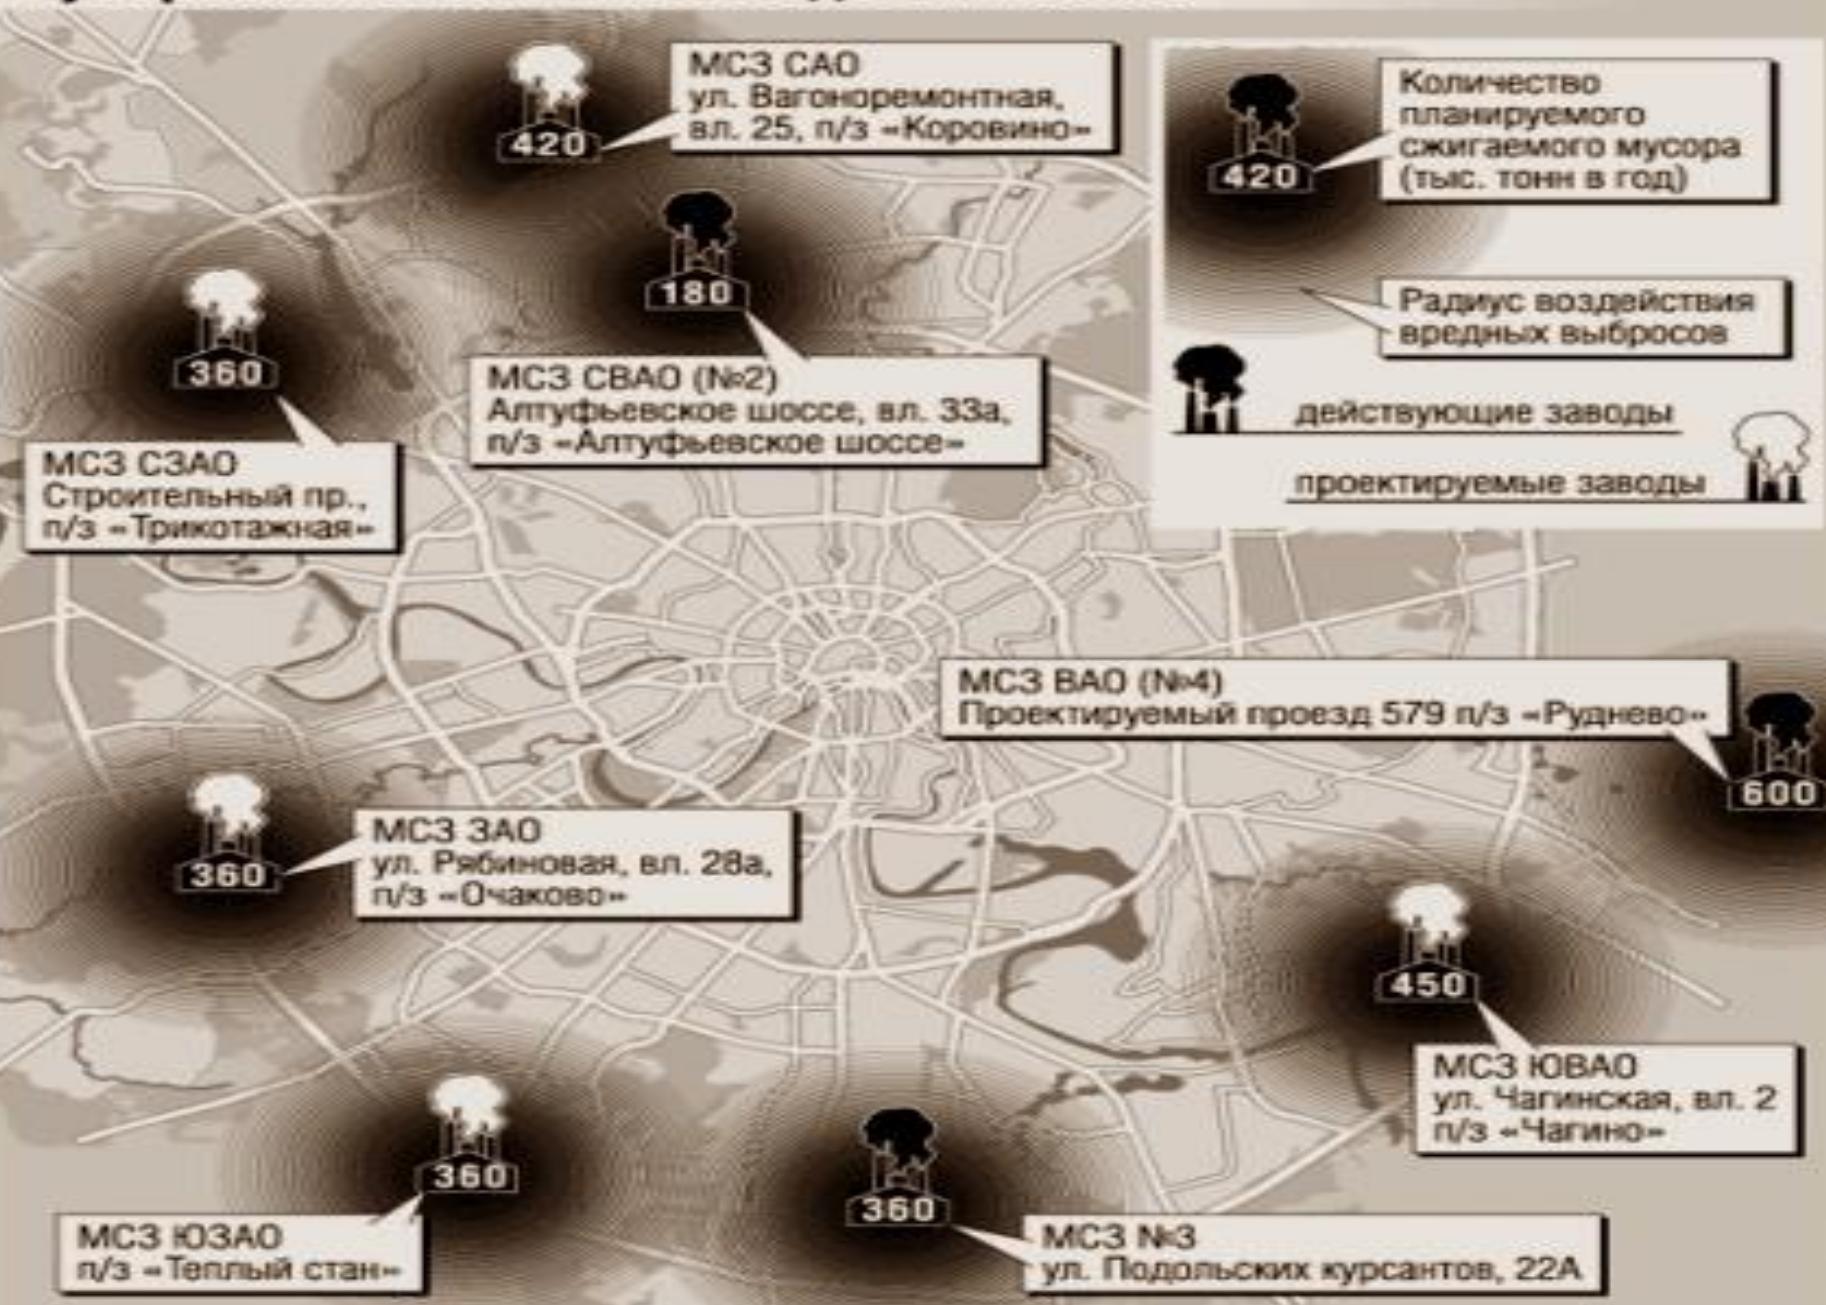 МСЗ САО
ул. Вагоноремонтная,
вл. 25, п/з «Коровино»
420
180
МСЗ СВАО (№2)
Алтуфьевское шоссе, вл. 33а,
п/з «Алтуфьевское шоссе»
360
МСЗ СЗАО
Строительный пр.,
п/з «Трикотажная»
420
Количество
планируемого
сжигаемого мусора
(тыс. тонн в год)
Радиус воздействия
вредных выбросов
действующие заводы
проектируемые заводы
МСЗ ВАО (№4)
Проектируемый проезд 579 п/з «Руднево»
600
360
МСЗ ЗАО
ул. Рябиновая, вл. 28а,
п/з «Очаково»
450
МСЗ ЮВАО
ул. Чагинская, вл. 2
п/з «Чагино»
360
МСЗ ЮЗАО
п/з «Теплый стан»
360
МСЗ №3
ул. Подольских курсантов, 22А